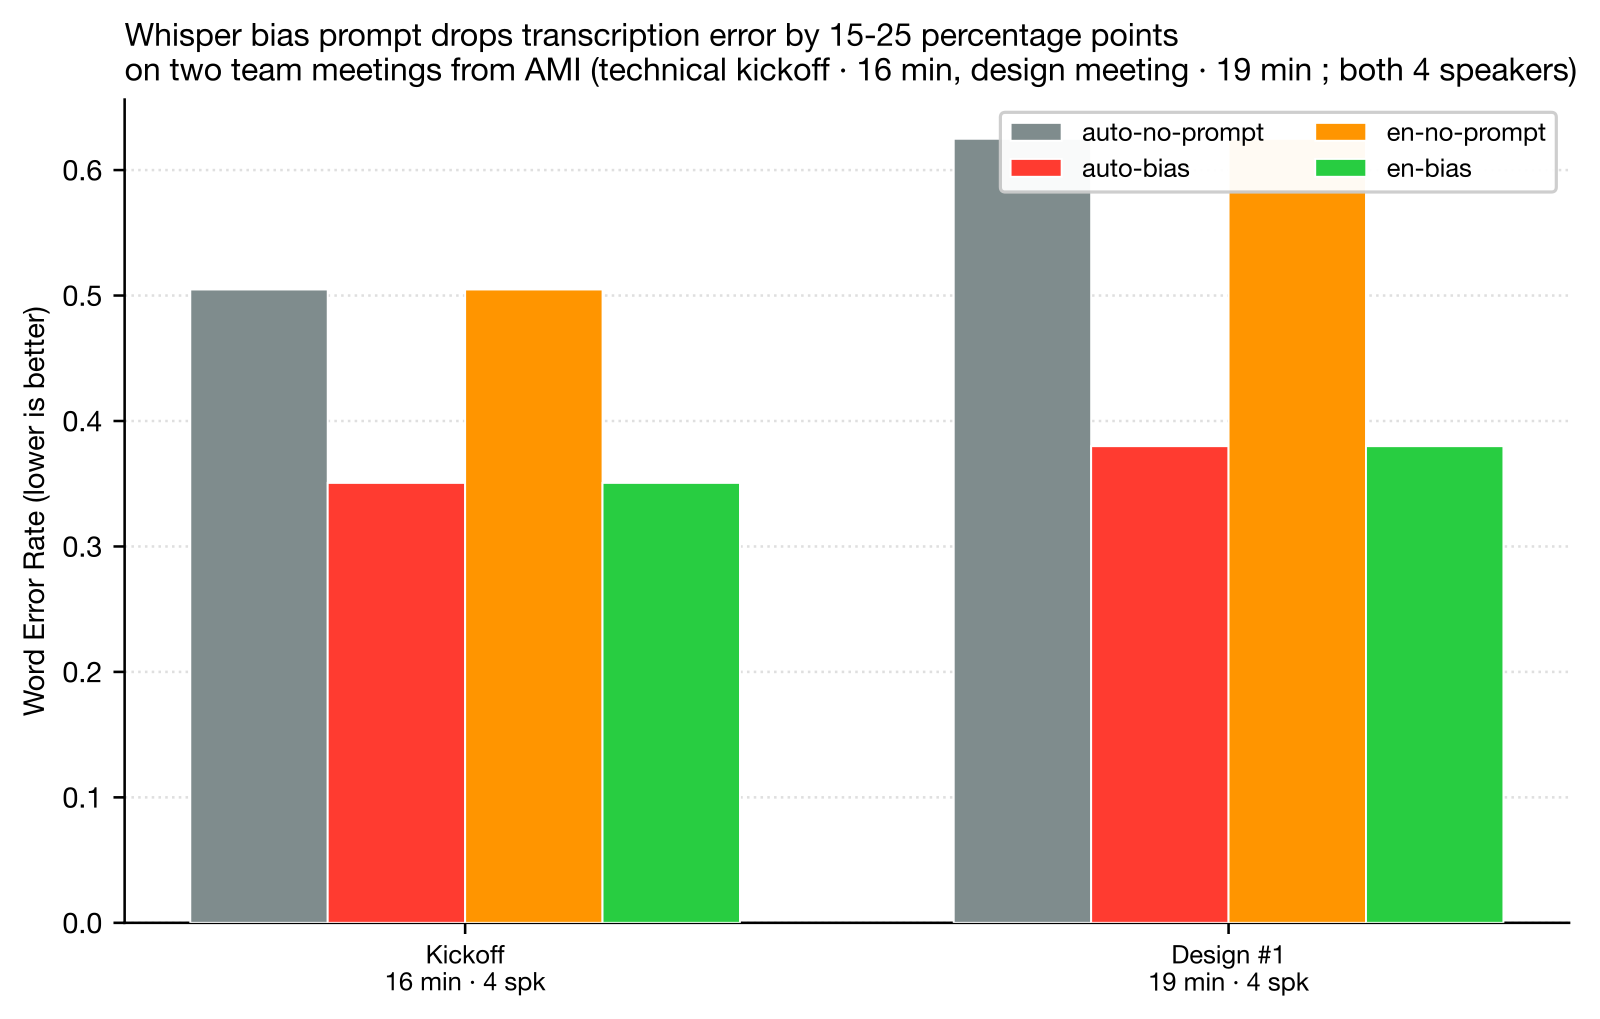 Whisper bias prompt drops transcription error by 15-25 percentage points
on two team meetings from AMI (technical kickoff · 16 min, design meeting · 19 min ; both 4 speakers)
auto-no-prompt
auto-bias
en-no-prompt
en-bias
Word Error Rate (lower is better)
0.6
0.5
0.4
0.3
0.2
0.1
0.0
Kickoff
16 min · 4 spk
Design #1
19 min · 4 spk